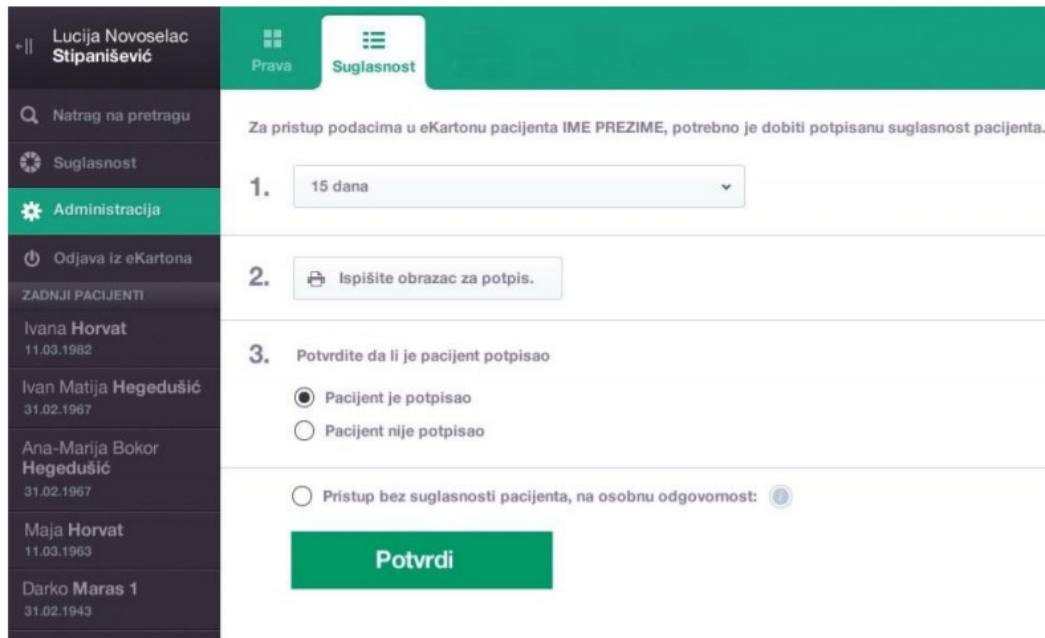 Lucija Novoselac
Stipanišević
Natrag na pretragu
Suglasnost
Administracija
Odjava iz eKartona
ZADNJI PACIJENTI
Ivana Horvat
11.03.1982
Ivan Matija Hegedušić
31.02.1967
Ana-Marija Bokor
Hegedušić
31.02.1967
Maja Horvat
11.03.1963
Darko Maras 1
31.02.1943
Prava
Suglasnost
Za pristup podacima u eKartonu pacijenta IME PREZIME, potrebno je dobiti potpisanu suglasnost pacijenta.
1. 15 dana
2. Ispišite obrazac za potpis.
3. Potvrdite da li je pacijent potpisao
Pacijent je potpisao
Pacijent nije potpisao
Pristup bez suglasnosti pacijenta, na osobnu odgovornost: i
Potvrdi